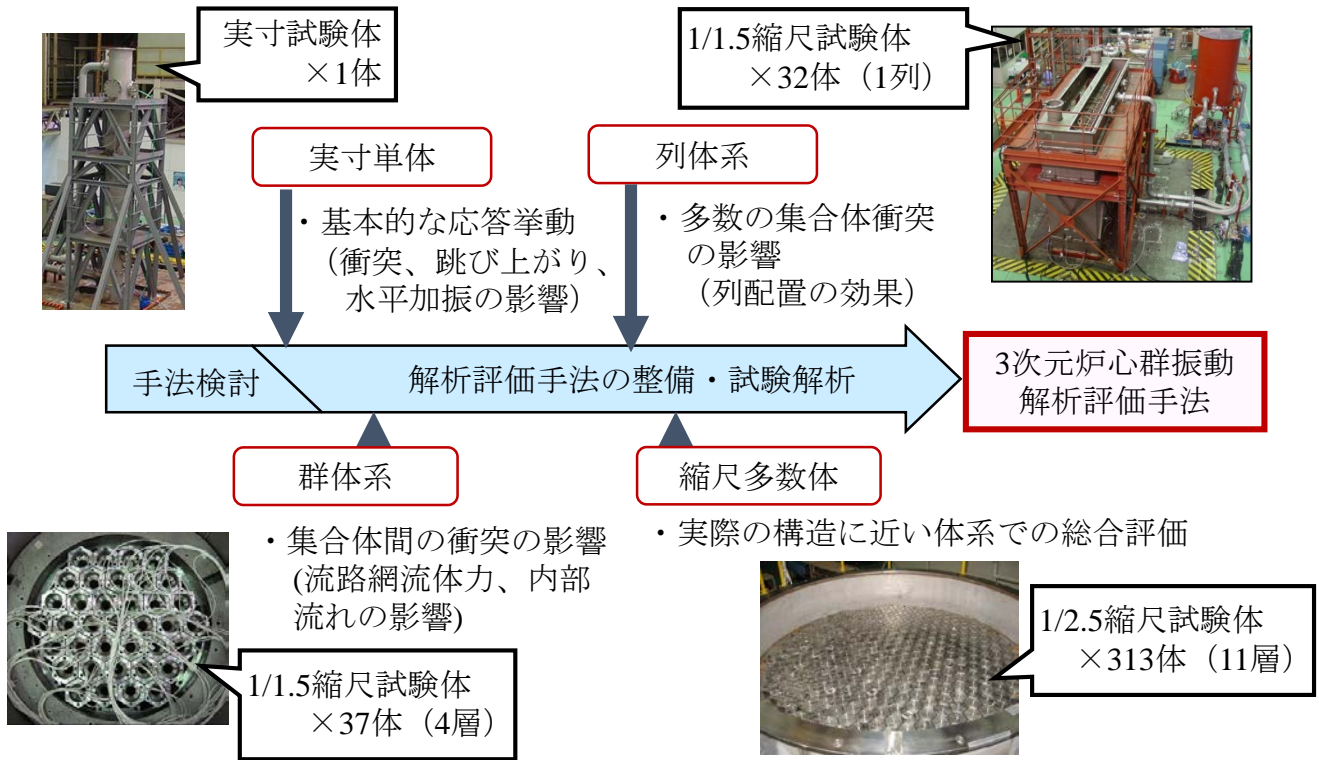 実寸試験体
×1体
1/1.5縮尺試験体
×32体（1列）
実寸単体
列体系
・基本的な応答挙動
（衝突、跳び上がり、
水平加振の影響）
・多数の集合体衝突
の影響
（列配置の効果）
手法検討
解析評価手法の整備・試験解析
3次元炉心群振動
解析評価手法
群体系
縮尺多数体
・集合体間の衝突の影響
(流路網流体力、内部
流れの影響)
・実際の構造に近い体系での総合評価
1/1.5縮尺試験体
×37体（4層）
1/2.5縮尺試験体
×313体（11層）